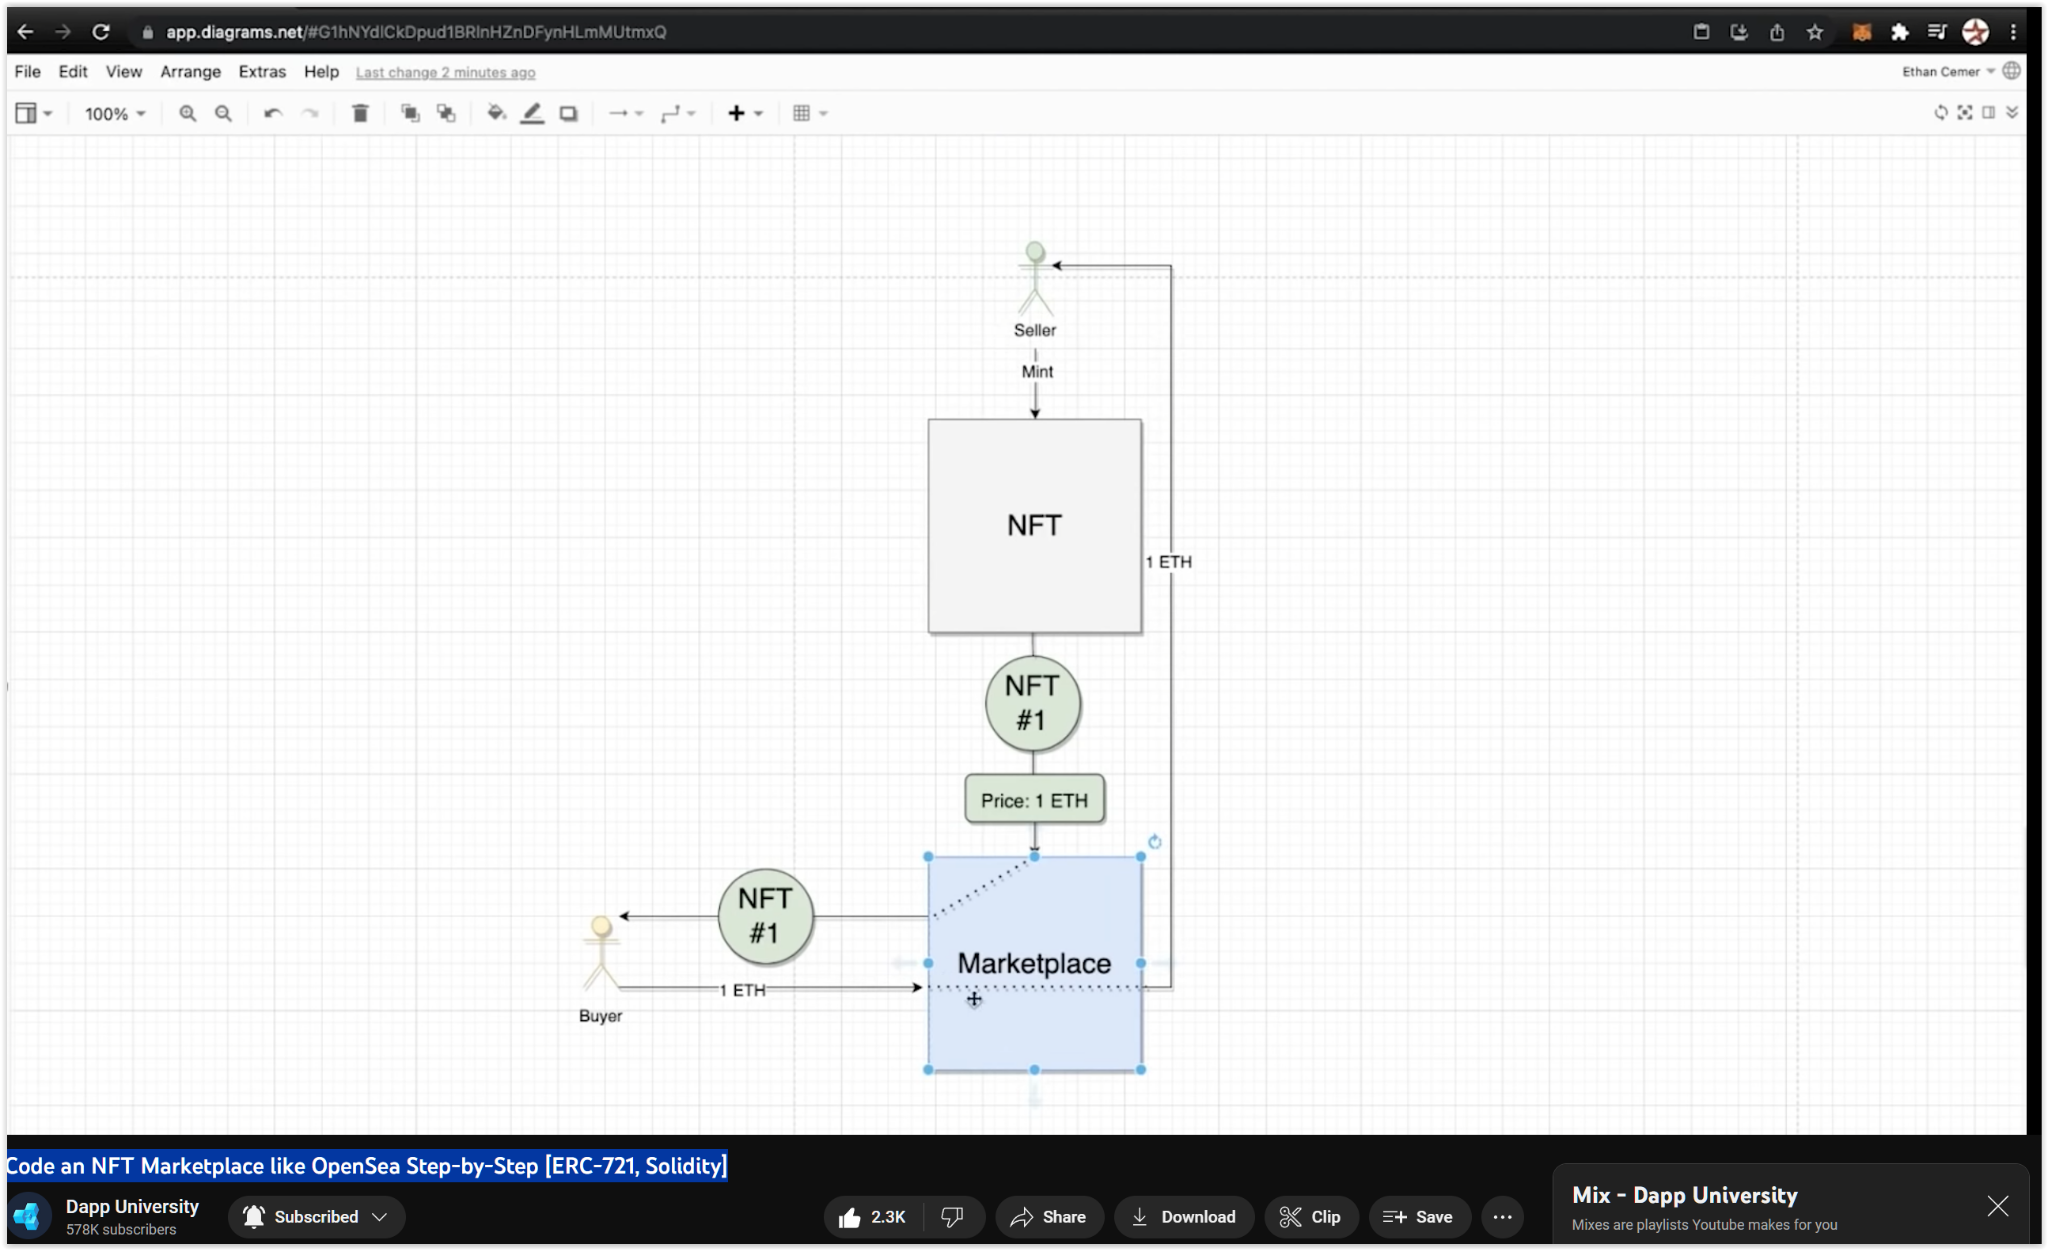 app.diagrams.net/#G1hNYdlCkDpud1BRlnHZnDFynHLmMUtmxQ
File Edit View Arrange Extras Help Last change 2 minutes ago
Ethan Cemer
100%
Seller
Mint
NFT
1 ETH
NFT
#1
Price: 1 ETH
NFT
#1
Marketplace
1 ETH
Buyer
Code an NFT Marketplace like OpenSea Step-by-Step [ERC-721, Solidity]
Dapp University
578K subscribers
Subscribed
2.3K
Share
Download
Clip
Save
Mix - Dapp University
Mixes are playlists Youtube makes for you